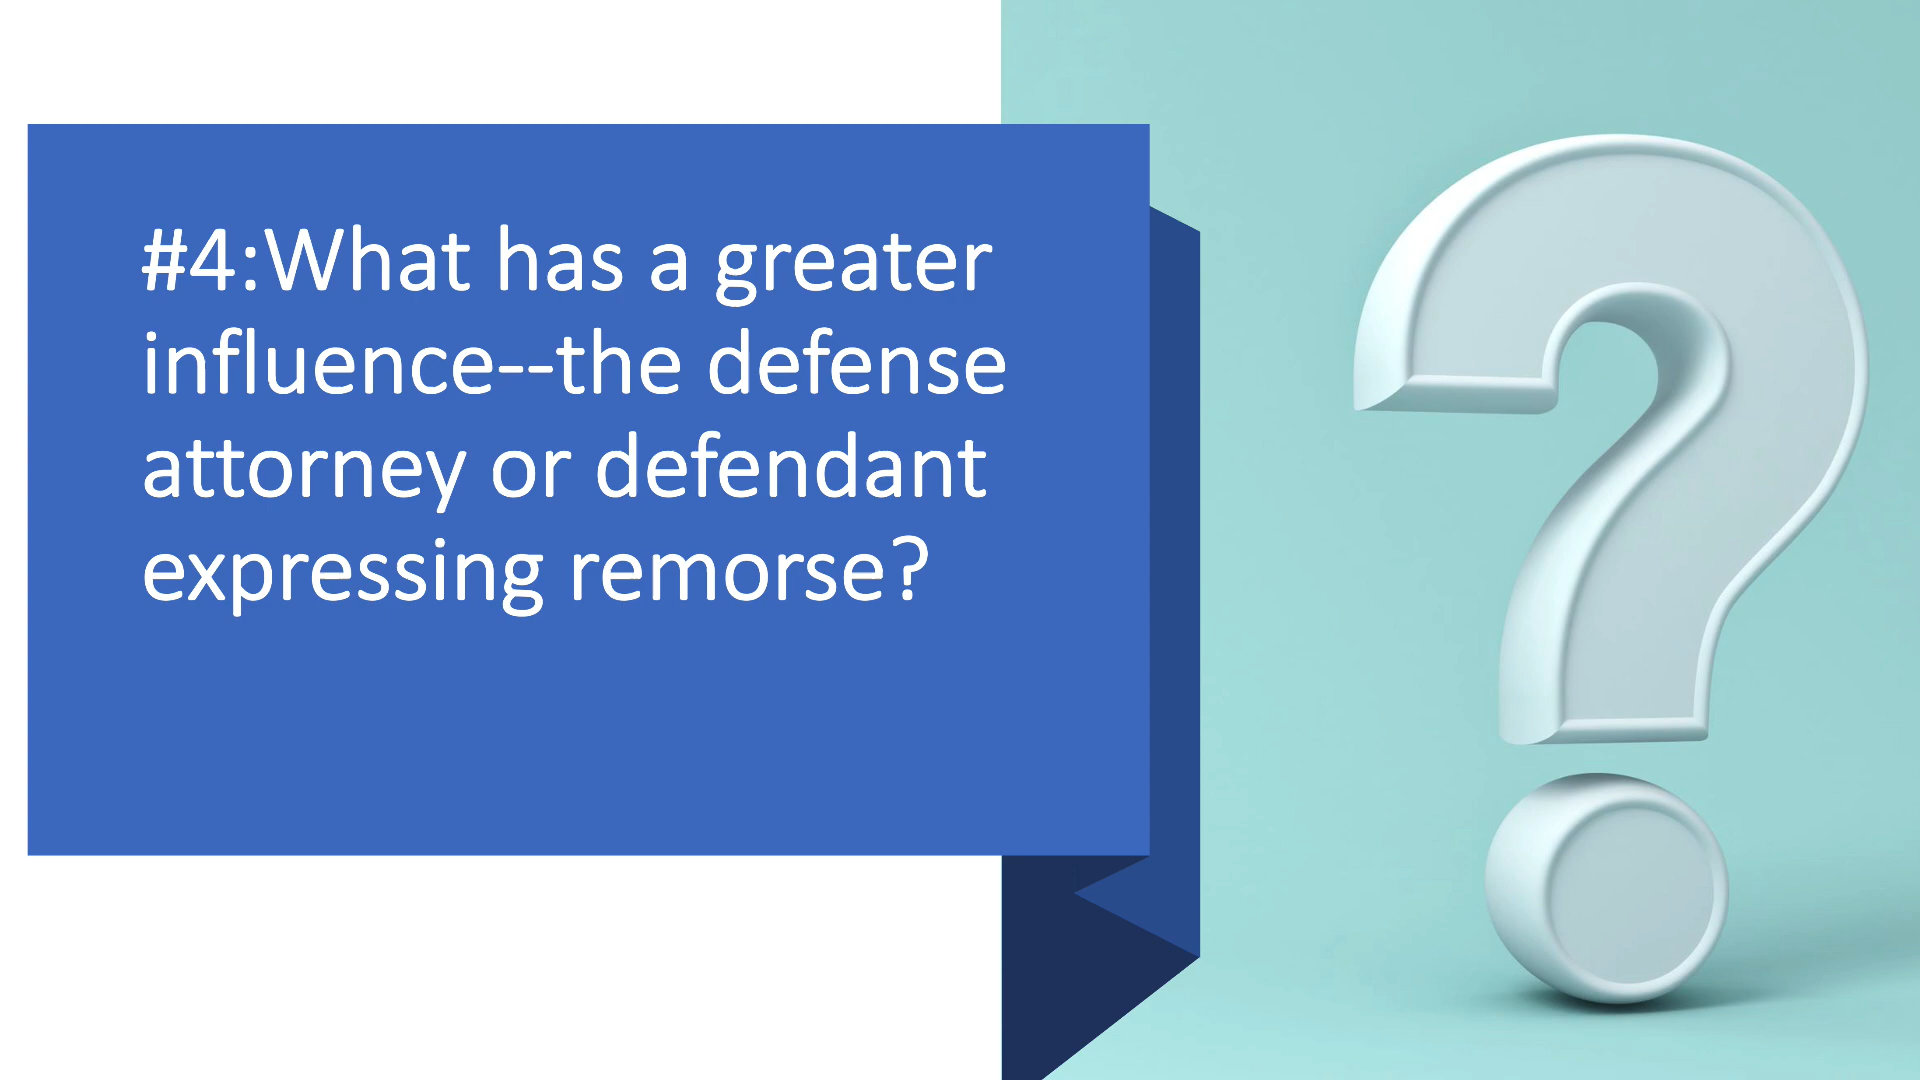 #4:What has a greater
influence--the defense
attorney or defendant
expressing remorse?